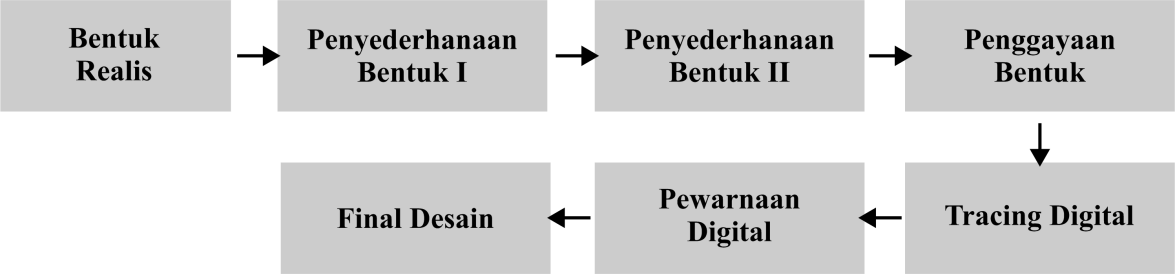 Bentuk
Realis
Penyederhanaan
Bentuk I
Penyederhanaan
Bentuk II
Penggayaan
Bentuk
Tracing Digital
Pewarnaan
Digital
Final Desain